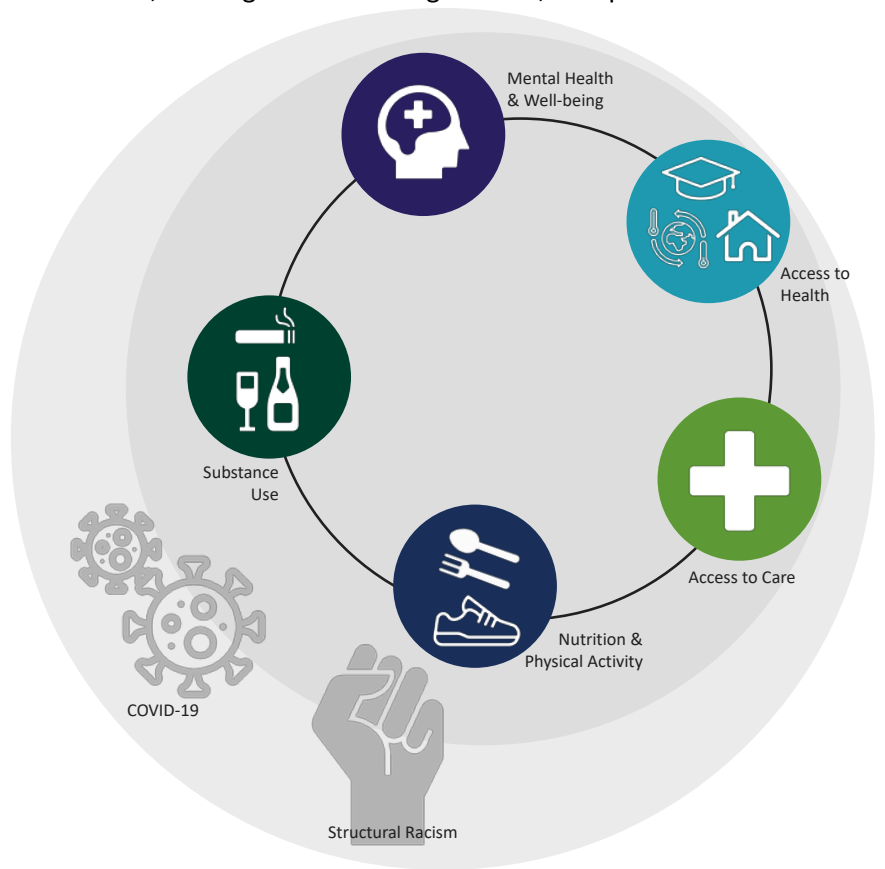 Mental Health
& Well-being
Access to
Health
Substance
Use
Access to Care
Nutrition &
Physical Activity
COVID-19
Structural Racism